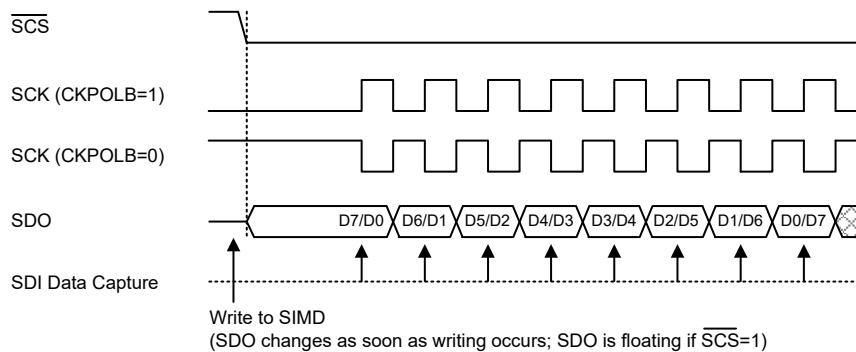 SCS
SCK (CKPOLB=1)
SCK (CKPOLB=0)
SDO
D7/D0 D6/D1 D5/D2 D4/D3 D3/D4 D2/D5 D1/D6 D0/D7
SDI Data Capture
Write to SIMD
(SDO changes as soon as writing occurs; SDO is floating if SCS=1)